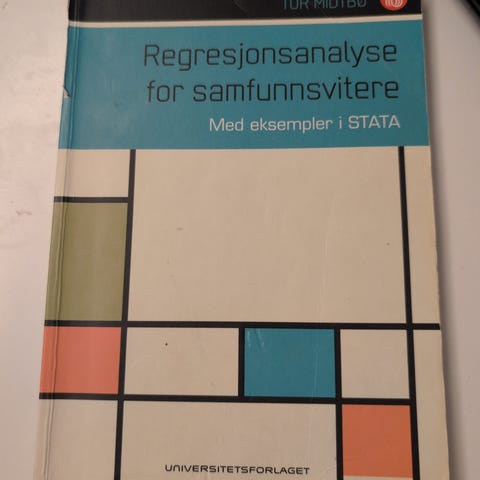 TOR MIDTBØ
Regresjonsanalyse
for samfunnsvitere
Med eksempler i STATA
UNIVERSITETSFORLAGET